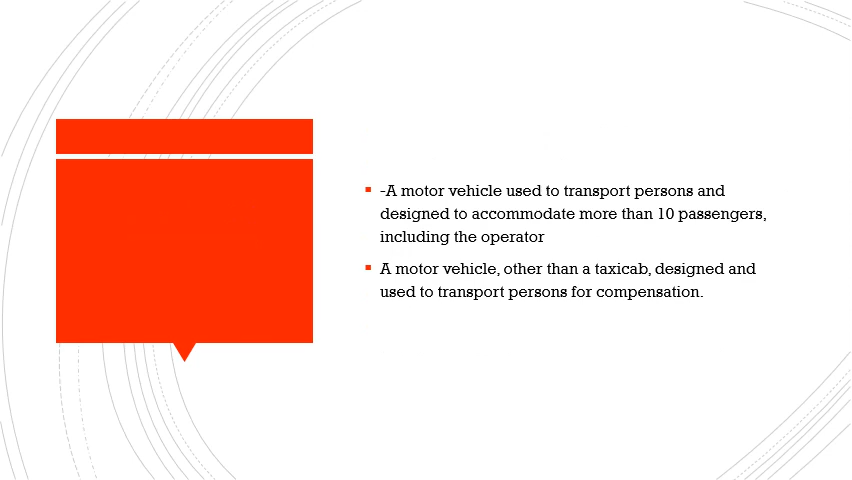 -A motor vehicle used to transport persons and
designed to accommodate more than 10 passengers,
including the operator
A motor vehicle, other than a taxicab, designed and
used to transport persons for compensation.